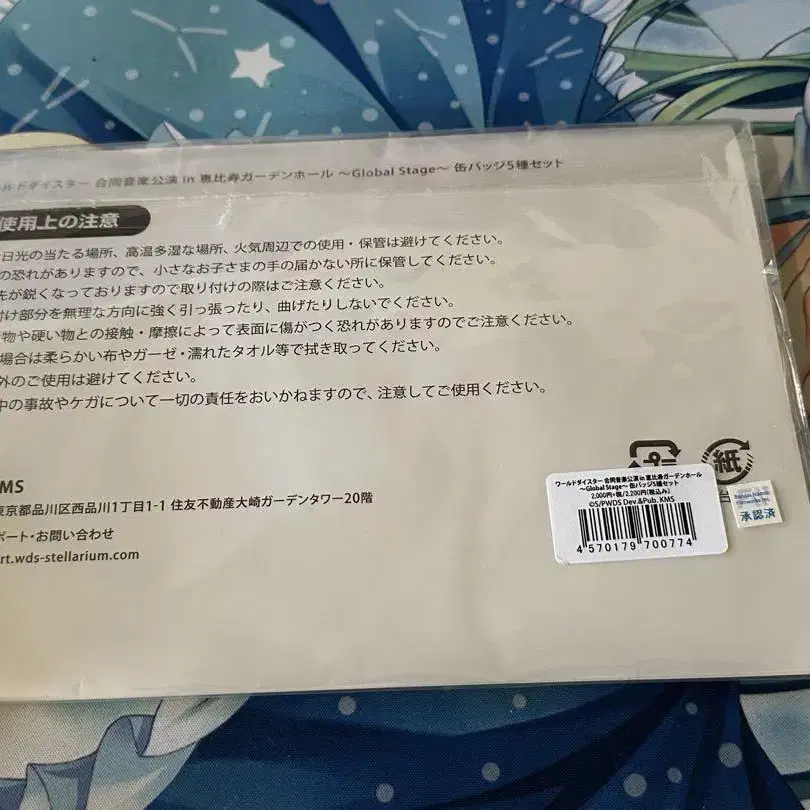 ルドダイスター 合同音楽公演 in 恵比寿ガーデンホール ～Global Stage～ 缶バッジ5種セット
使用上の注意
日光の当たる場所、高温多湿な場所、火気周辺での使用・保管は避けてください。
の恐れがありますので、小さなお子さまの手の届かない所に保管してください。
先が鋭くなっておりますので取り付けの際はご注意ください。
付け部分を無理な方向に強く引っ張ったり、曲げたりしないでください。
物や硬い物との接触・摩擦によって表面に傷がつく恐れがありますのでご注意ください。
場合は柔らかい布やガーゼ・濡れたタオル等で拭き取ってください。
外のご使用は避けてください。
中の事故やケガについて一切の責任をおいかねますので、注意してご使用ください。
KMS
東京都品川区西品川1丁目1-1 住友不動産大崎ガーデンタワー20階
ポート・お問い合わせ
rt.wds-stellarium.com
プラ
紙
ワールドダイスター 合同音楽公演 in 恵比寿ガーデンホール
～Global Stage～ 缶バッジ5種セット
2,000円+税/2,200円(税込み)
©S/PWDS Dev.&Pub. KMS
4 570179 700774
承認済